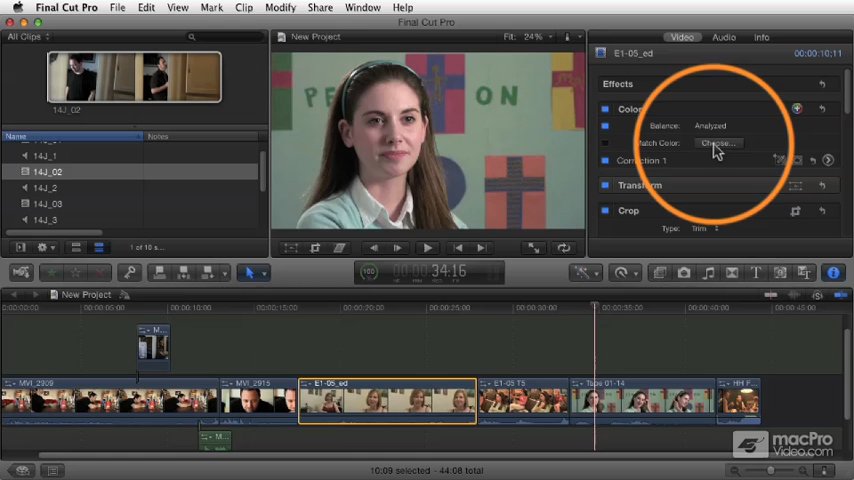 Final Cut Pro File Edit View Mark Clip Modify Share Window Help
Final Cut Pro
All Clips
New Project
Fit: 24%
Video Audio Info
E1-05_ed 00:00:10;11
Effects
Color
Balance: Analyzed
Match Color: Choose...
Correction 1
Transform
Crop
Type: Trim
P ON
14J_02
Name Notes
14J_1
14J_02
14J_2
14J_03
14J_3
1 of 10 s...
100 00:00 34:16
New Project
00:00:05;00 00:00:10;00 00:00:15;00 00:00:20;00 00:00:25;00 00:00:30;00 00:00:35;00 00:00:40;00 00:00:45;00
M...
MVI_2909 MVI_2915 E1-05_ed E1-05 T5 Tape 01-14 HH F
M...
macPro
Video.com
10:09 selected - 44:08 total